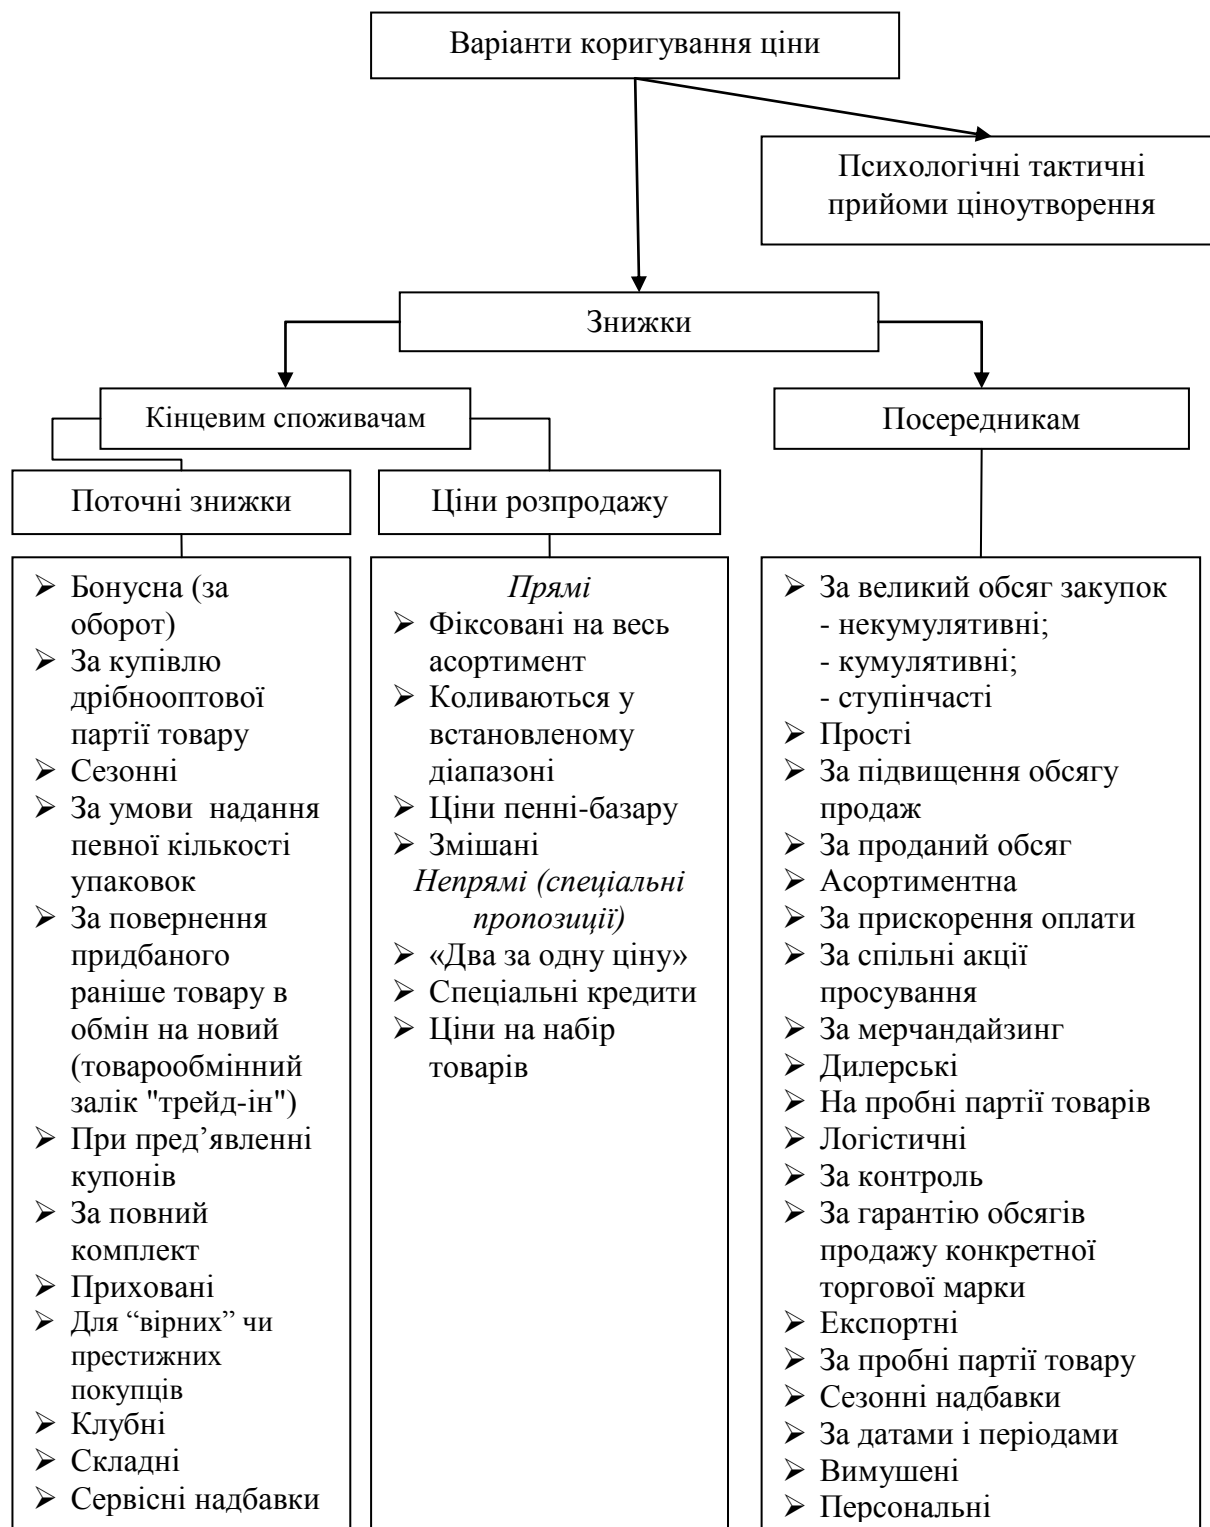 Варіанти коригування ціни
Психологічні тактичні
прийоми ціноутворення
Знижки
Кінцевим споживачам
Посередникам
Поточні знижки
Ціни розпродажу
➢ Бонусна (за
оборот)
➢ За купівлю
дрібнооптової
партії товару
➢ Сезонні
➢ За умови надання
певної кількості
упаковок
➢ За повернення
придбаного
раніше товару в
обмін на новий
(товарообмінний
залік "трейд-ін")
➢ При пред’явленні
купонів
➢ За повний
комплект
➢ Приховані
➢ Для “вірних” чи
престижних
покупців
➢ Клубні
➢ Складні
➢ Сервісні надбавки
Прямі
➢ Фіксовані на весь
асортимент
➢ Коливаються у
встановленому
діапазоні
➢ Ціни пенні-базару
➢ Змішані
Непрямі (спеціальні
пропозиції)
➢ «Два за одну ціну»
➢ Спеціальні кредити
➢ Ціни на набір
товарів
➢ За великий обсяг закупок
- некумулятивні;
- кумулятивні;
- ступінчасті
➢ Прості
➢ За підвищення обсягу
продаж
➢ За проданий обсяг
➢ Асортиментна
➢ За прискорення оплати
➢ За спільні акції
просування
➢ За мерчандайзинг
➢ Дилерські
➢ На пробні партії товарів
➢ Логістичні
➢ За контроль
➢ За гарантію обсягів
продажу конкретної
торгової марки
➢ Експортні
➢ За пробні партії товару
➢ Сезонні надбавки
➢ За датами і періодами
➢ Вимушені
➢ Персональні